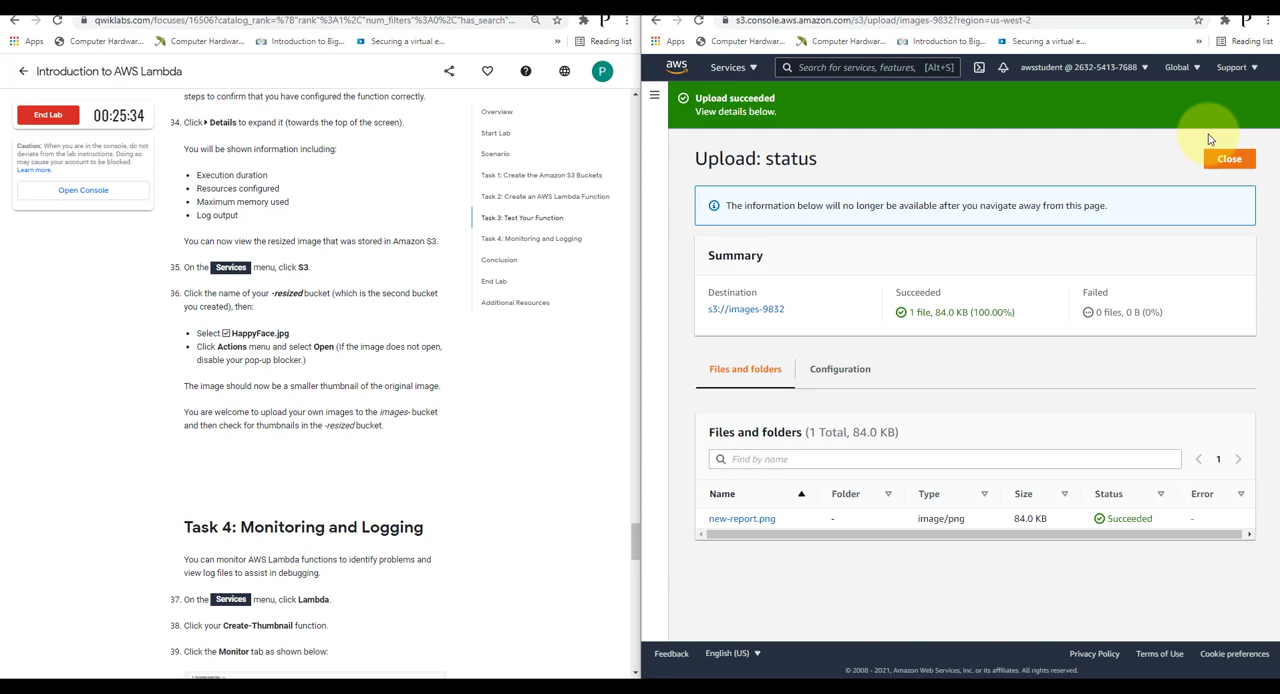 qwiklabs.com/focuses/16506?catalog_rank=%7B"rank"%3A1%2C"num_filters"%3A0%2C"has_search"...
Apps Computer Hardwar... Computer Hardwar... Introduction to Big... Securing a virtual e... » Reading list
Introduction to AWS Lambda
P
End Lab 00:25:34
Caution: When you are in the console, do not
deviate from the lab instructions. Doing so
may cause your account to be blocked.
Learn more.
Open Console
steps to confirm that you have configured the function correctly.
34. Click Details to expand it (towards the top of the screen).
You will be shown information including:
• Execution duration
• Resources configured
• Maximum memory used
• Log output
You can now view the resized image that was stored in Amazon S3.
35. On the Services menu, click S3.
36. Click the name of your -resized bucket (which is the second bucket
you created), then:
• Select HappyFace.jpg
• Click Actions menu and select Open (If the image does not open,
disable your pop-up blocker.)
The image should now be a smaller thumbnail of the original image.
You are welcome to upload your own images to the images- bucket
and then check for thumbnails in the -resized bucket.
Task 4: Monitoring and Logging
You can monitor AWS Lambda functions to identify problems and
view log files to assist in debugging.
37. On the Services menu, click Lambda.
38. Click your Create-Thumbnail function.
39. Click the Monitor tab as shown below:
Overview
Start Lab
Scenario
Task 1: Create the Amazon S3 Buckets
Task 2: Create an AWS Lambda Function
Task 3: Test Your Function
Task 4: Monitoring and Logging
Conclusion
End Lab
Additional Resources
s3.console.aws.amazon.com/s3/upload/images-9832?region=us-west-2
Apps Computer Hardwar... Computer Hardwar... Introduction to Big... Securing a virtual e... » Reading list
aws Services Search for services, features, [Alt+S] awsstudent @ 2632-5413-7688 Global Support
Upload succeeded
View details below.
Upload: status
Close
The information below will no longer be available after you navigate away from this page.
Summary
Destination Succeeded Failed
s3://images-9832 1 file, 84.0 KB (100.00%) 0 files, 0 B (0%)
Files and folders Configuration
Files and folders (1 Total, 84.0 KB)
Find by name 1
Name Folder Type Size Status Error
new-report.png - image/png 84.0 KB Succeeded -
Feedback English (US) Privacy Policy Terms of Use Cookie preferences
© 2008 - 2021, Amazon Web Services, Inc. or its affiliates. All rights reserved.